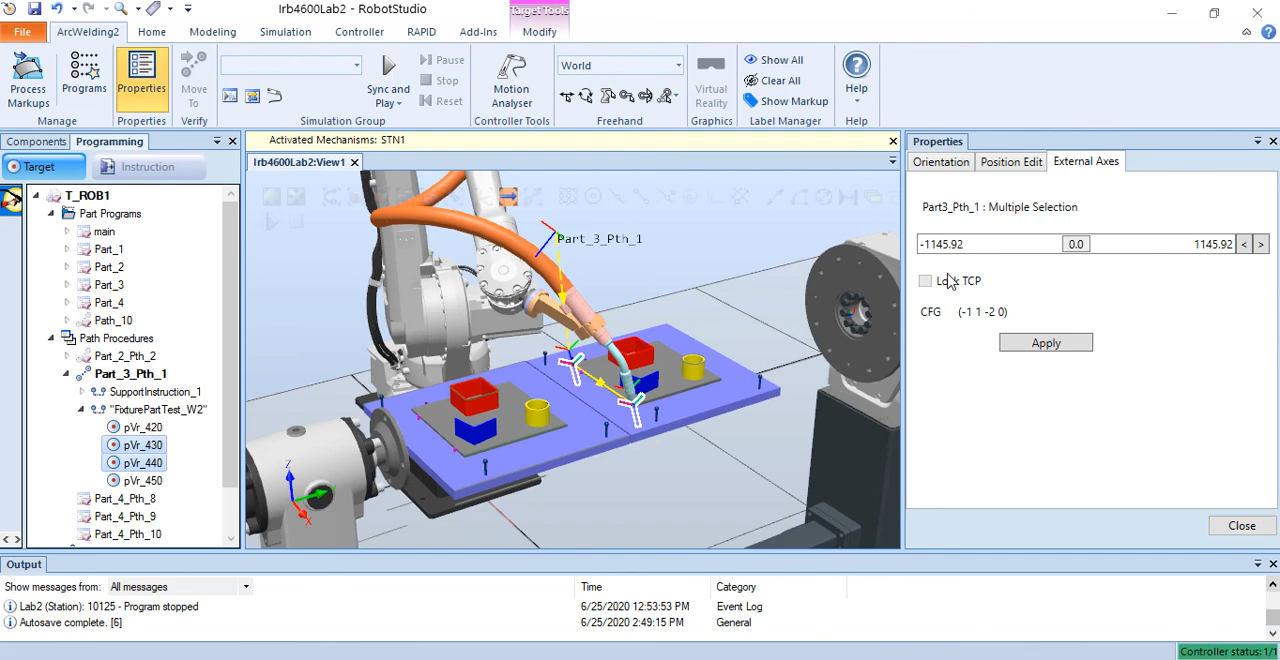 Irb4600Lab2 - RobotStudio
Target Tools
File
ArcWelding2
Home
Modeling
Simulation
Controller
RAPID
Add-Ins
Modify
Process Markups
Programs
Properties
Move To
Sync and Play
Pause
Stop
Reset
Motion Analyser
World
Virtual Reality
Show All
Clear All
Show Markup
Help
Manage
Properties
Verify
Simulation Group
Controller Tools
Freehand
Graphics
Label Manager
Help
Components
Programming
Target
Instruction
T_ROB1
Part Programs
main
Part_1
Part_2
Part_3
Part_4
Path_10
Path Procedures
Part_2_Pth_2
Part_3_Pth_1
SupportInstruction_1
"FixturePartTest_W2"
pVr_420
pVr_430
pVr_440
pVr_450
Part_4_Pth_8
Part_4_Pth_9
Part_4_Pth_10
Activated Mechanisms: STN1
Irb4600Lab2:View1
Part_3_Pth_1
Z
X
Properties
Orientation
Position Edit
External Axes
Part3_Pth_1 : Multiple Selection
-1145.92
0.0
1145.92
<
>
Lock TCP
CFG (-1 1 -2 0)
Apply
Close
Output
Show messages from: All messages
Time
Category
Lab2 (Station): 10125 - Program stopped
6/25/2020 12:53:53 PM
Event Log
Autosave complete. [6]
6/25/2020 2:49:15 PM
General
Controller status:1/1